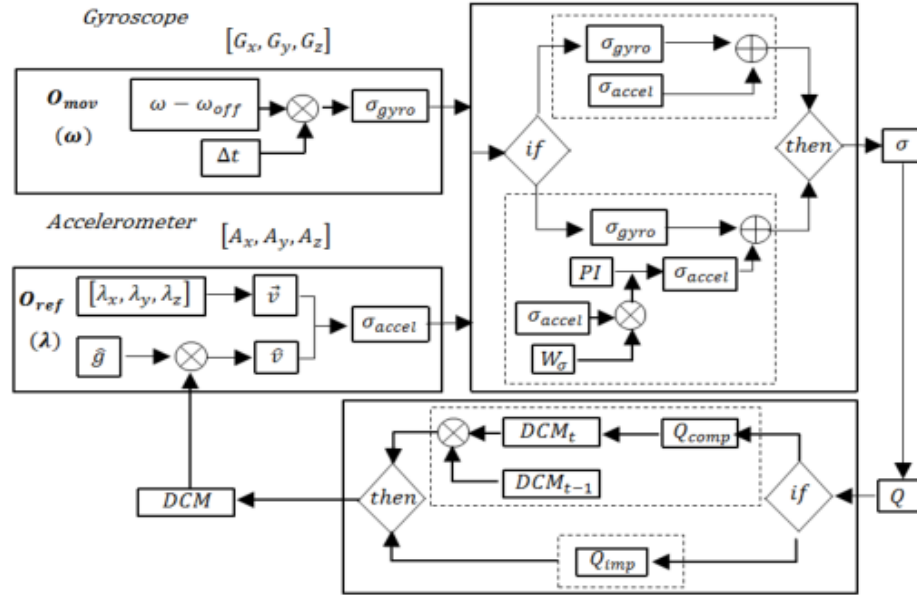 Gyroscope
[G_x, G_y, G_z]
O_mov
(ω)
ω − ω_off
Δt
σ_gyro
if
σ_gyro
σ_accel
then
σ
Accelerometer
[A_x, A_y, A_z]
O_ref
(λ)
[λ_x, λ_y, λ_z]
v⃗
ĝ
v̂
σ_accel
σ_gyro
PI
σ_accel
σ_accel
W_σ
DCM
then
DCM_t
Q_comp
DCM_{t−1}
if
Q
Q_imp